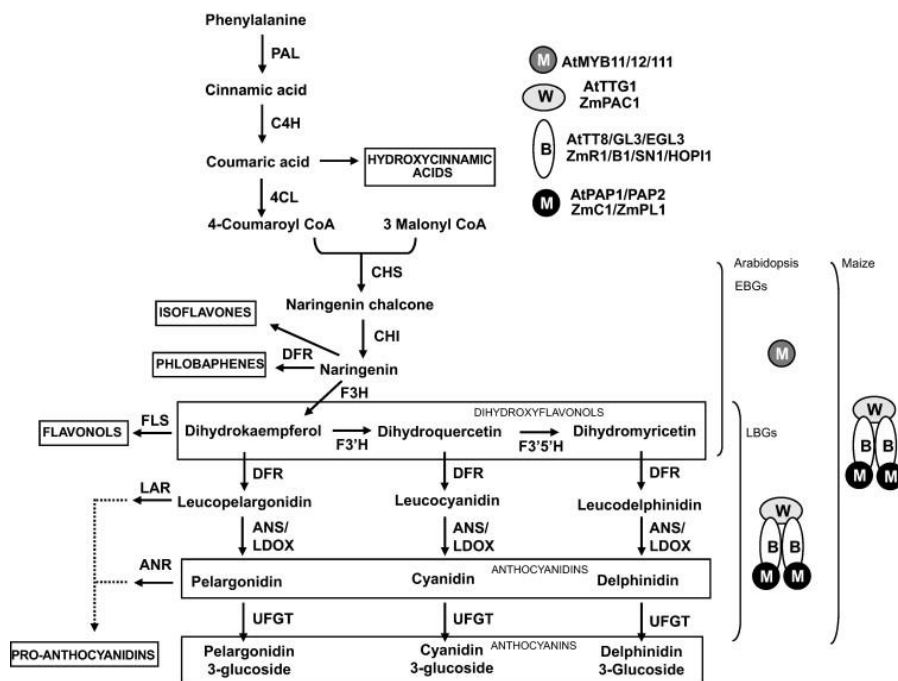 Phenylalanine
PAL
Cinnamic acid
C4H
Coumaric acid
HYDROXYCINNAMIC
ACIDS
4CL
4-Coumaroyl CoA
3 Malonyl CoA
CHS
Naringenin chalcone
ISOFLAVONES
CHI
DFR
PHLOBAPHENES
Naringenin
F3H
DIHYDROXYFLAVONOLS
FLS
FLAVONOLS
Dihydrokaempferol
F3'H
Dihydroquercetin
F3'5'H
Dihydromyricetin
DFR
DFR
DFR
LAR
Leucopelargonidin
Leucocyanidin
Leucodelphinidin
ANS/
LDOX
ANS/
LDOX
ANS/
LDOX
ANR
Pelargonidin
Cyanidin
ANTHOCYANIDINS
Delphinidin
UFGT
UFGT
UFGT
PRO-ANTHOCYANIDINS
Pelargonidin
3-glucoside
Cyanidin
3-glucoside
ANTHOCYANINS
Delphinidin
3-Glucoside
M
AtMYB11/12/111
W
AtTTG1
ZmPAC1
B
AtTT8/GL3/EGL3
ZmR1/B1/SN1/HOPI1
M
AtPAP1/PAP2
ZmC1/ZmPL1
Arabidopsis
EBGs
M
LBGs
W
B B
M M
Maize
W
B B
M M